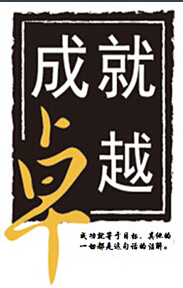 成就
卓越
成功就等于目标，其他的
一切都是这句话的注解。